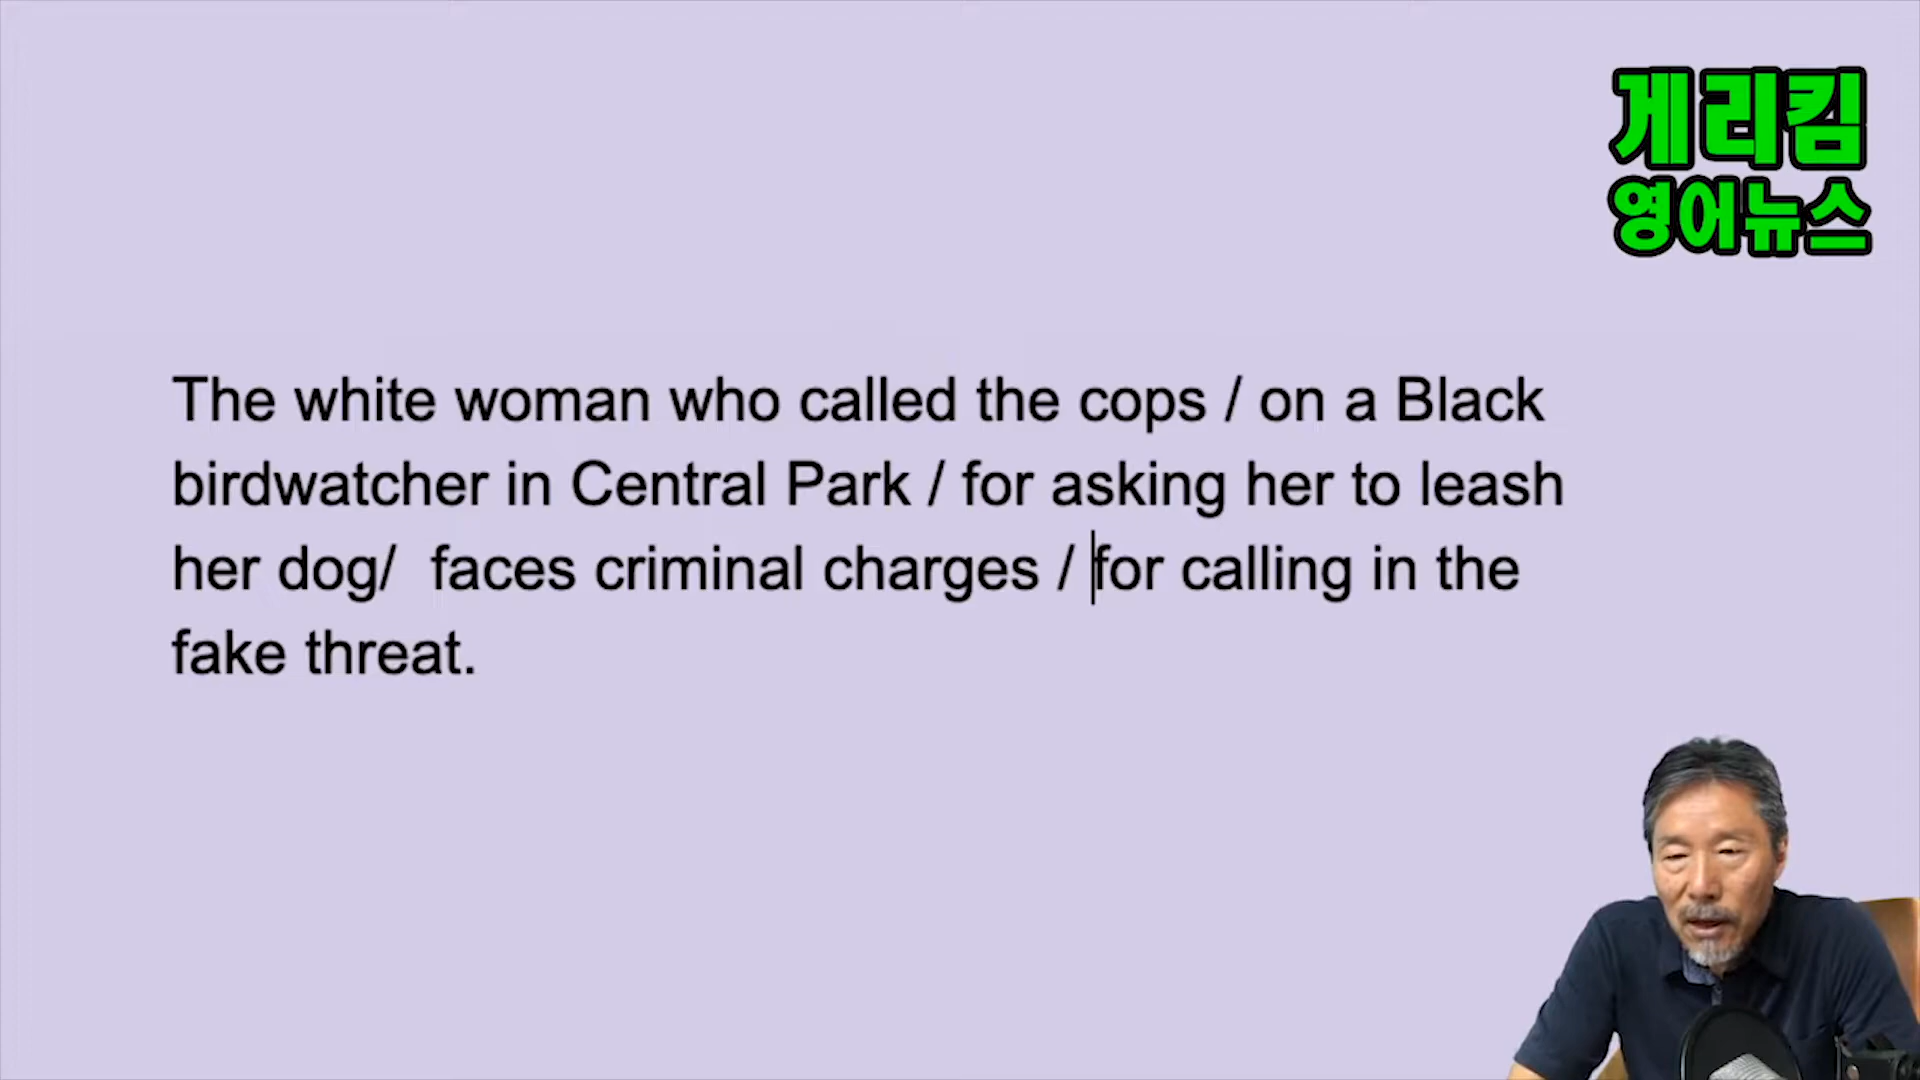 게리킴
영어뉴스
The white woman who called the cops / on a Black
birdwatcher in Central Park / for asking her to leash
her dog/  faces criminal charges / for calling in the
fake threat.